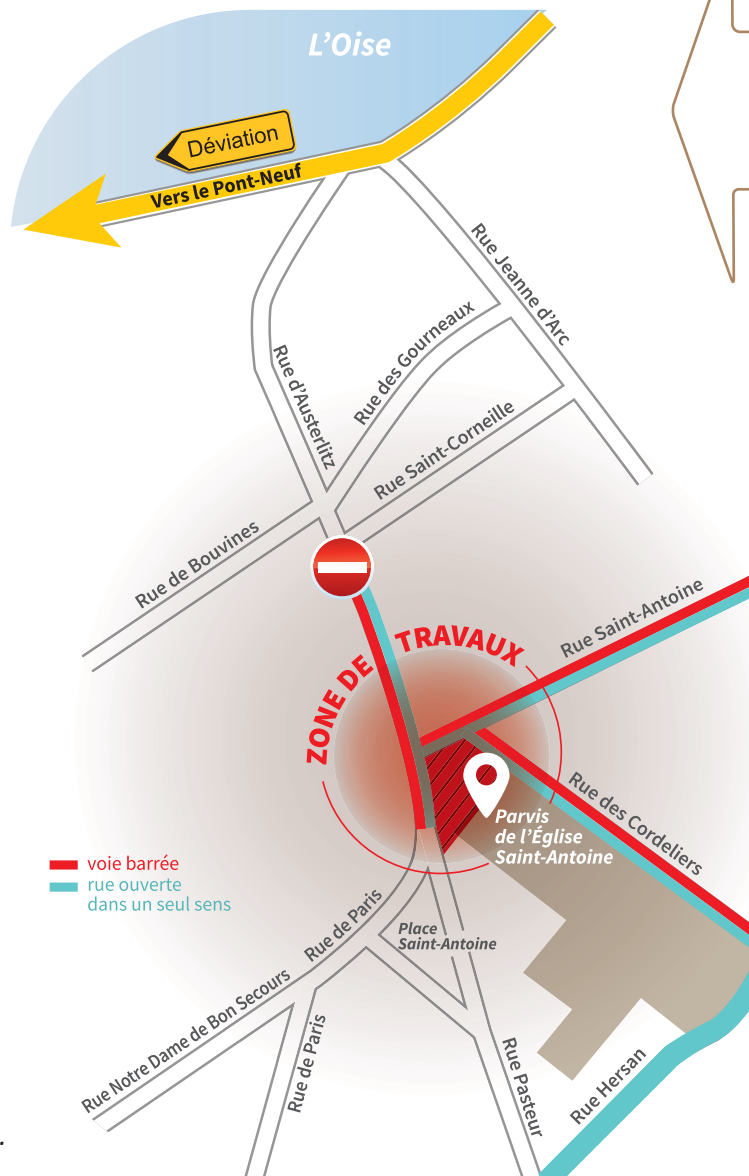 L'Oise
Déviation
Vers le Pont-Neuf
Rue Jeanne d'Arc
Rue des Gourneaux
Rue d'Austerlitz
Rue Saint-Corneille
Rue de Bouvines
ZONE DE TRAVAUX
Rue Saint-Antoine
Rue des Cordeliers
Parvis
de l'Église
Saint-Antoine
voie barrée
rue ouverte
dans un seul sens
Rue de Paris
Place
Saint-Antoine
Rue Notre Dame de Bon Secours
Rue de Paris
Rue Pasteur
Rue Hersan
.